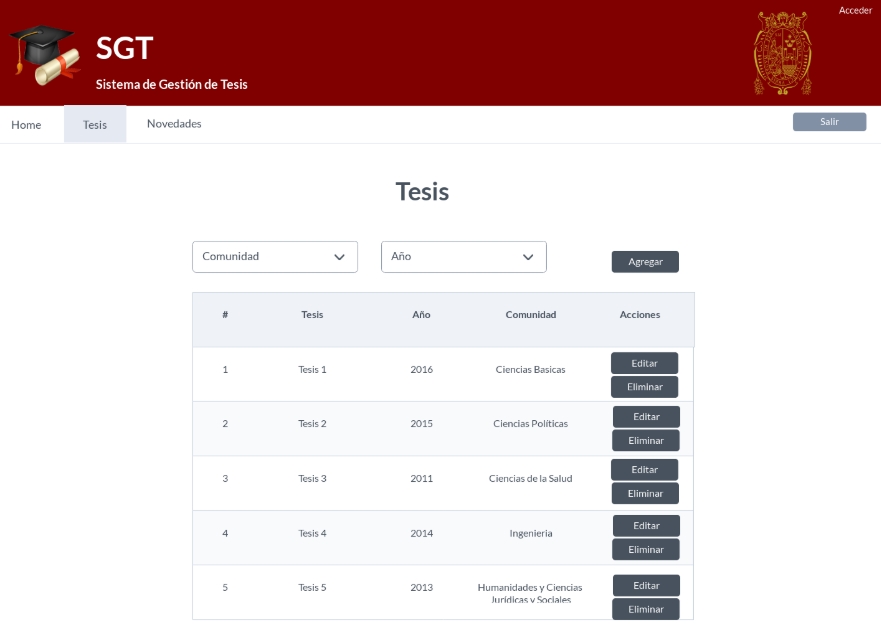 Acceder
SGT
Sistema de Gestión de Tesis
Home Tesis Novedades Salir
Tesis
Comunidad Año Agregar
# Tesis Año Comunidad Acciones
1 Tesis 1 2016 Ciencias Basicas Editar
Eliminar
2 Tesis 2 2015 Ciencias Políticas Editar
Eliminar
3 Tesis 3 2011 Ciencias de la Salud Editar
Eliminar
4 Tesis 4 2014 Ingenieria Editar
Eliminar
5 Tesis 5 2013 Humanidades y Ciencias Editar
Jurídicas y Sociales Eliminar